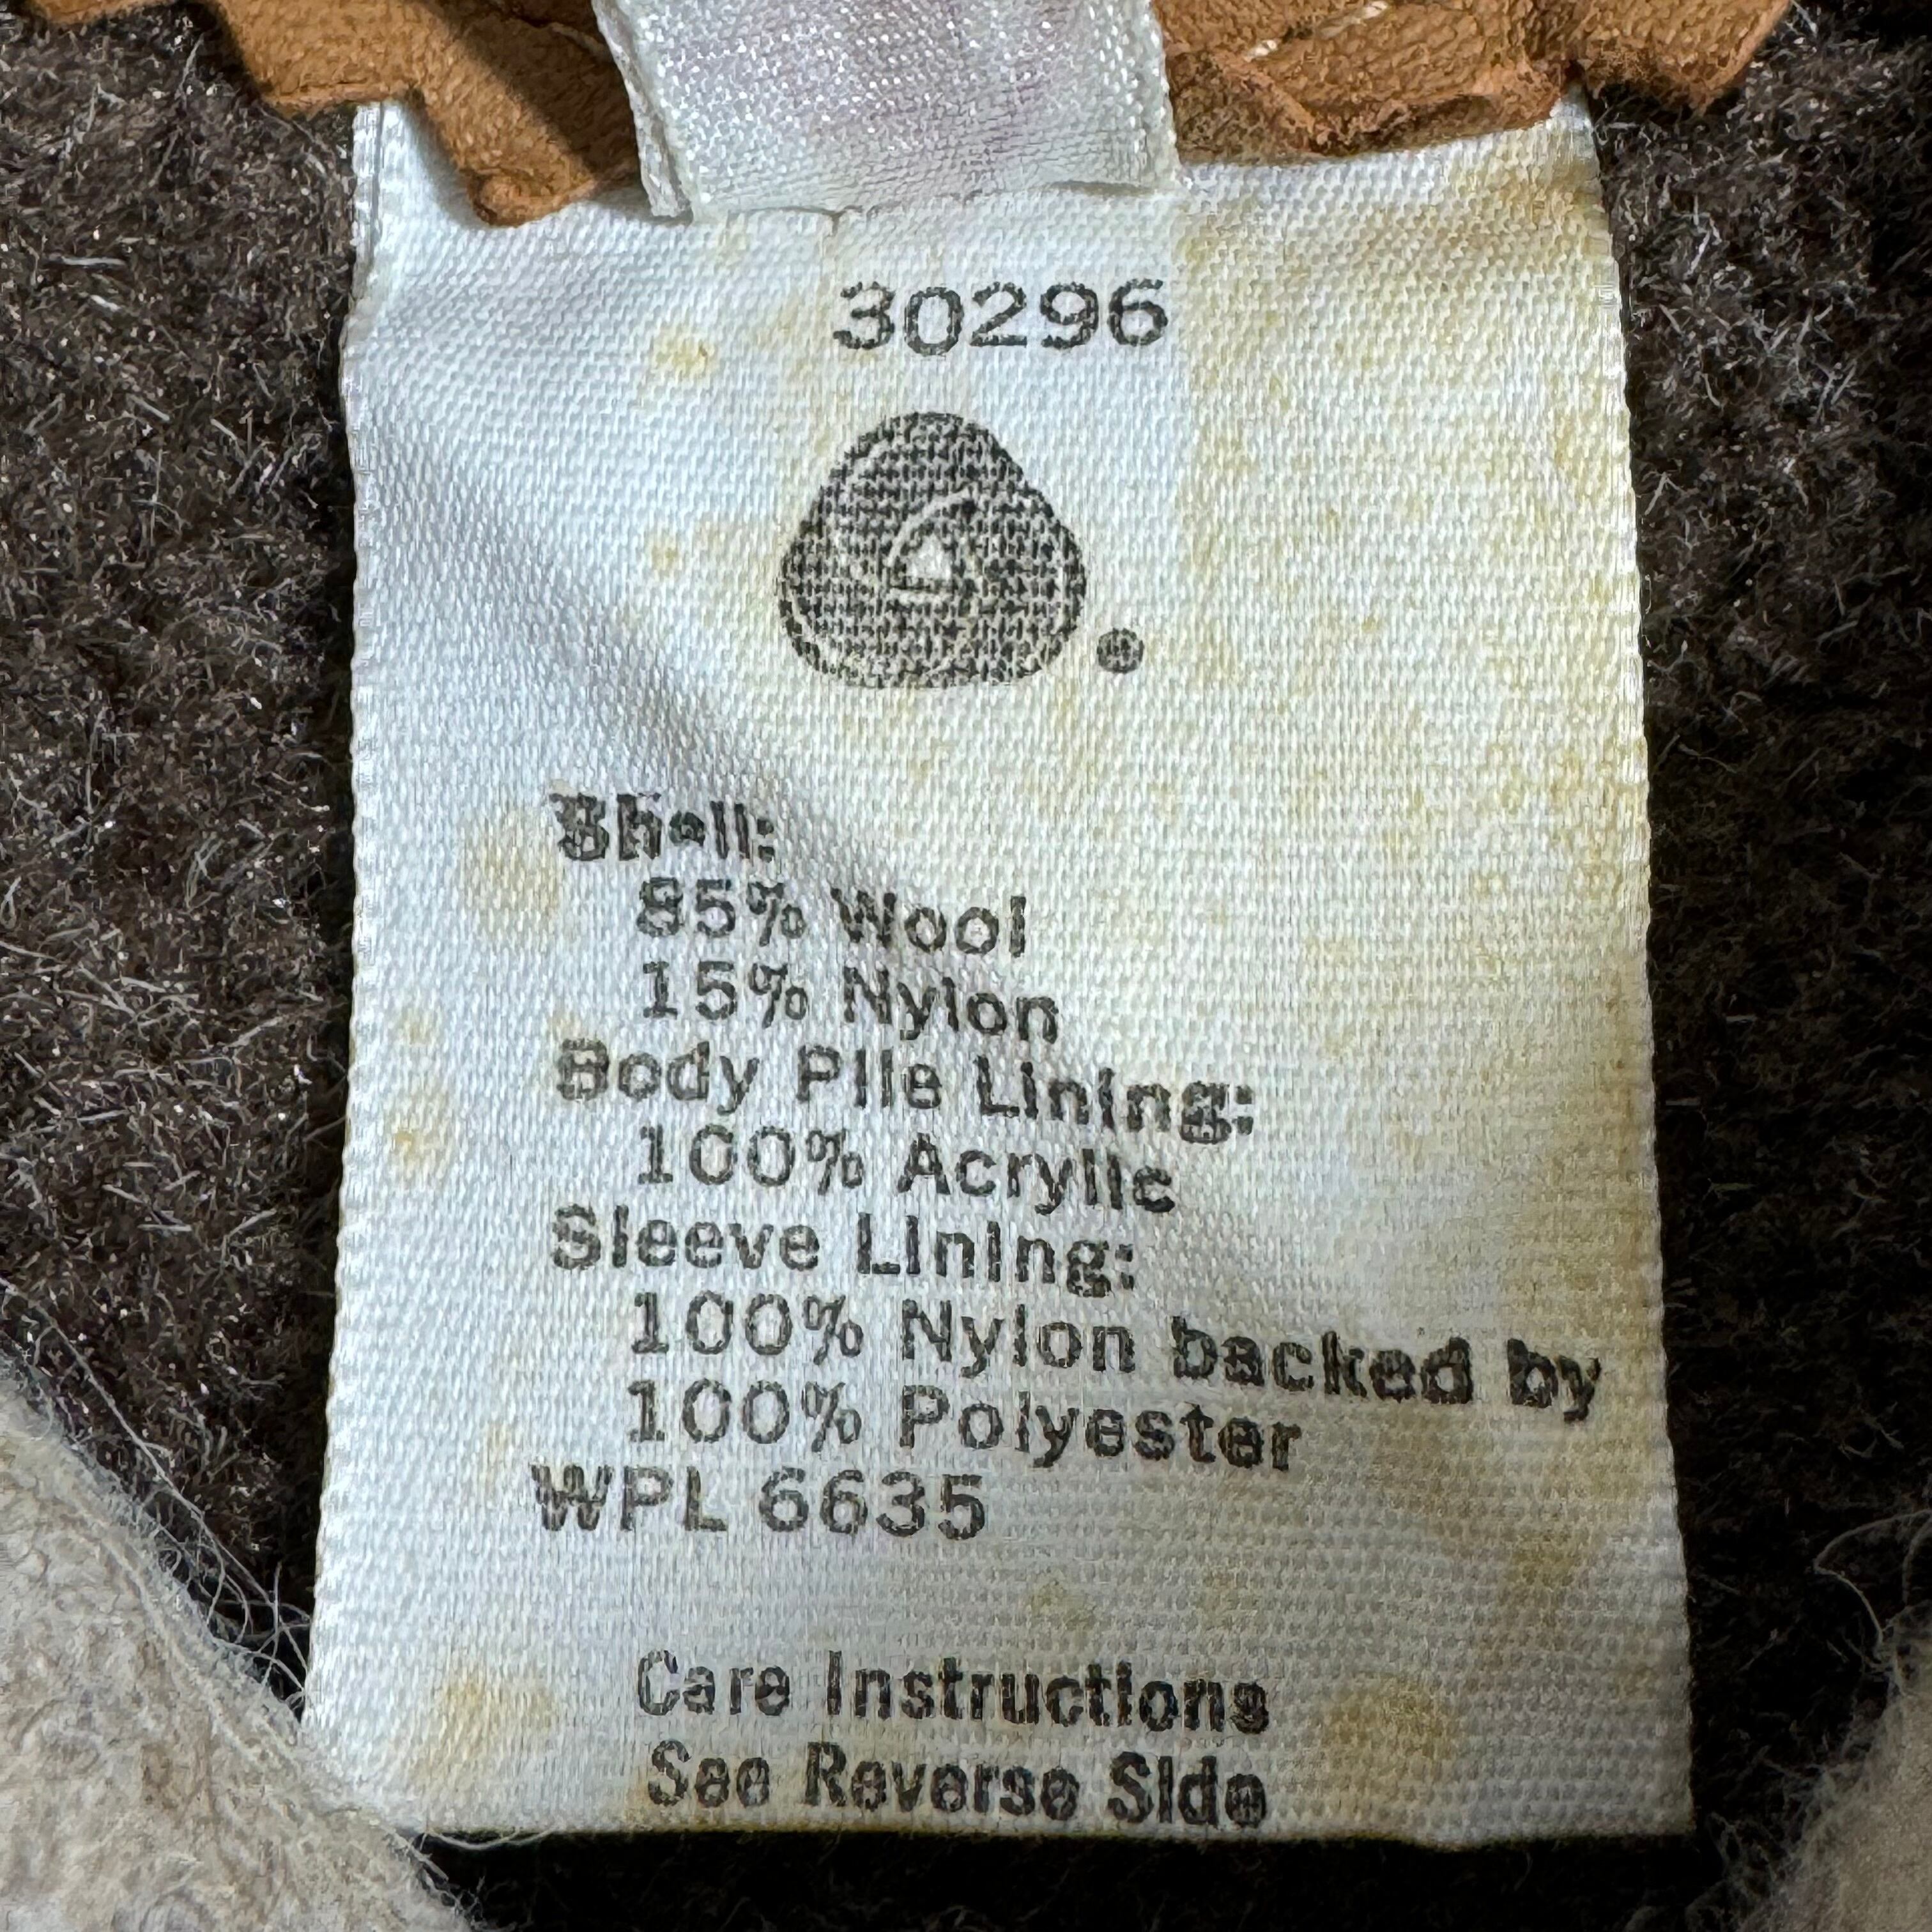 30296
Shell:
85% Wool
15% Nylon
Body Pile Lining:
100% Acrylic
Sleeve Lining:
100% Nylon backed by
100% Polyester
WPL 6635
Care Instructions
See Reverse Side